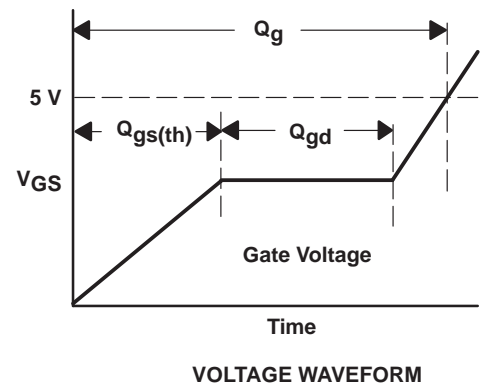 Qg
5 V
Qgs(th)
Qgd
VGS
Gate Voltage
Time
VOLTAGE WAVEFORM